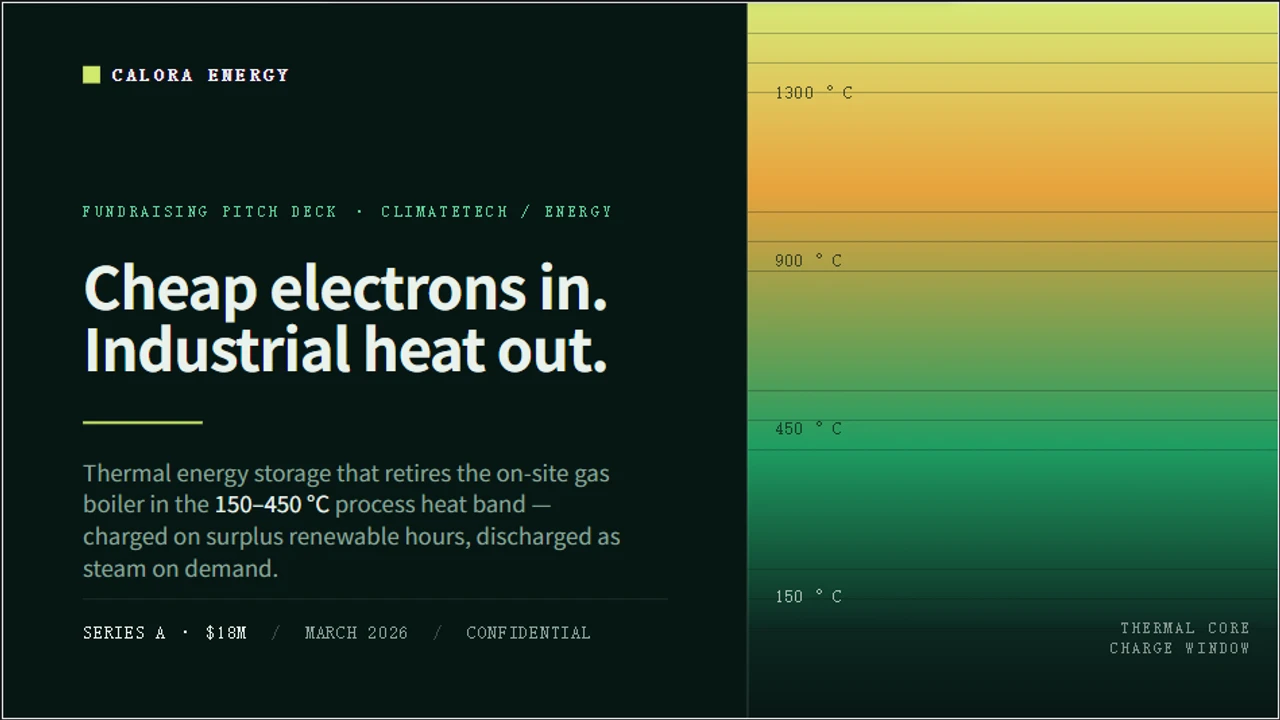 CALORA ENERGY
FUNDRAISING PITCH DECK · CLIMATETECH / ENERGY
Cheap electrons in.
Industrial heat out.
Thermal energy storage that retires the on-site gas
boiler in the 150–450 °C process heat band —
charged on surplus renewable hours, discharged as
steam on demand.
SERIES A · $18M / MARCH 2026 / CONFIDENTIAL
1300 °C
900 °C
450 °C
150 °C
THERMAL CORE
CHARGE WINDOW